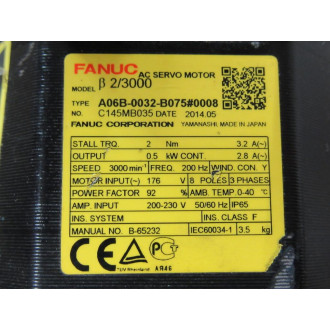 FANUC AC SERVO MOTOR
MODEL β 2/3000
TYPE A06B-0032-B075#0008
NO. C145MB035 DATE 2014.05
FANUC CORPORATION YAMANASHI MADE IN JAPAN
STALL TRQ. 2 Nm 3.2 A(~)
OUTPUT 0.5 kW CONT. 2.8 A(~)
SPEED 3000 min⁻¹ FREQ. 200 Hz WIND. CON. Y
MOTOR INPUT(~) 176 V 8 POLES 3 PHASES
POWER FACTOR 92 % AMB. TEMP. 0-40 ℃
AMP. INPUT 200-230 V 50/60 Hz IP65
INS. SYSTEM INS. CLASS F
MANUAL NO. B-65232 IEC60034-1 3.5 kg
CE TÜV Rheinland AR46